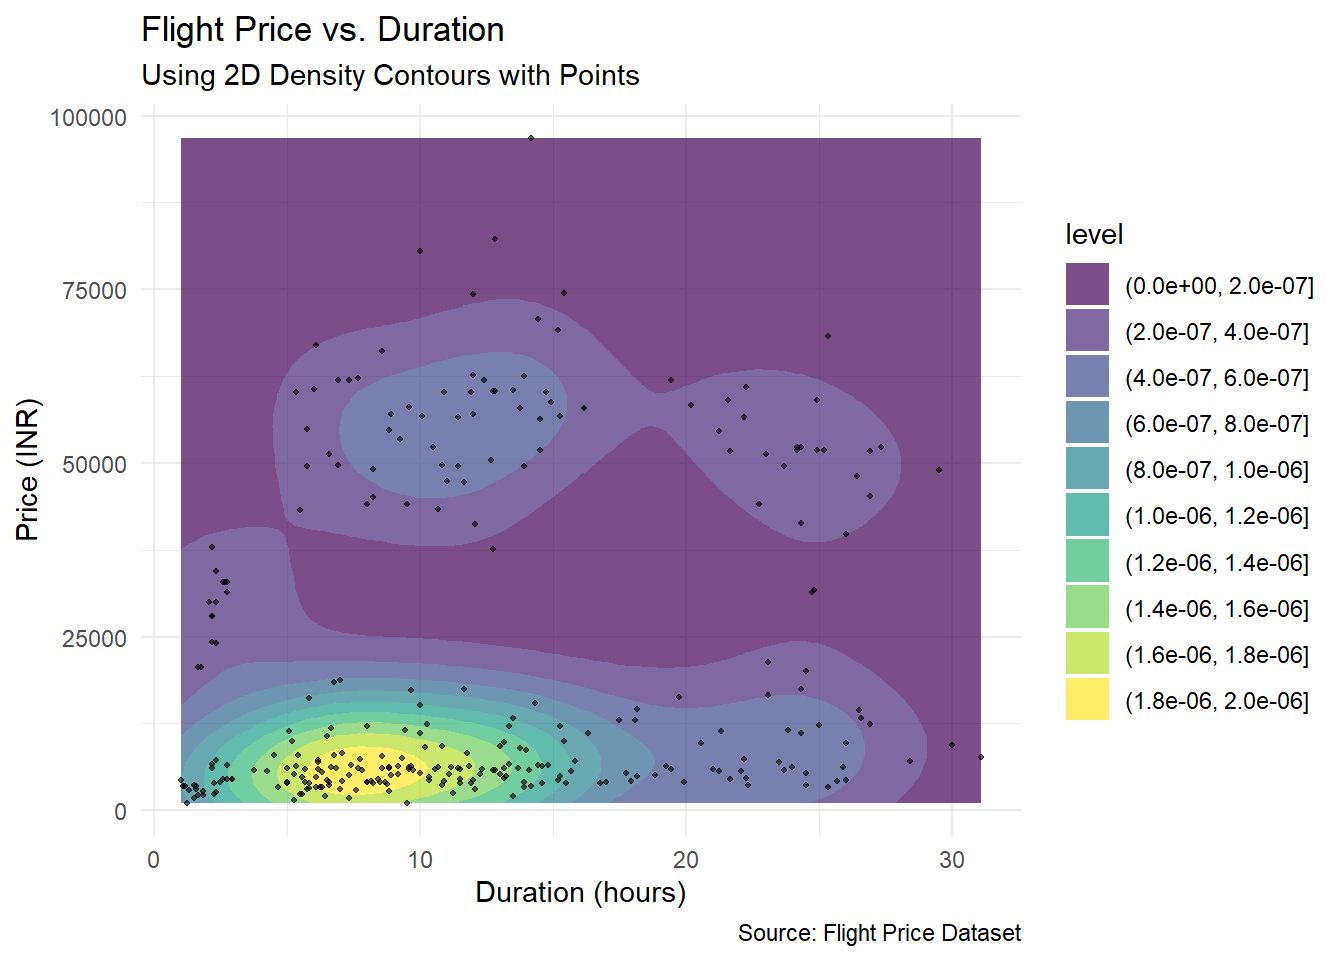 Flight Price vs. Duration
Using 2D Density Contours with Points
100000
75000
50000
25000
0
Price (INR)
0
10
20
30
Duration (hours)
level
(0.0e+00, 2.0e-07]
(2.0e-07, 4.0e-07]
(4.0e-07, 6.0e-07]
(6.0e-07, 8.0e-07]
(8.0e-07, 1.0e-06]
(1.0e-06, 1.2e-06]
(1.2e-06, 1.4e-06]
(1.4e-06, 1.6e-06]
(1.6e-06, 1.8e-06]
(1.8e-06, 2.0e-06]
Source: Flight Price Dataset